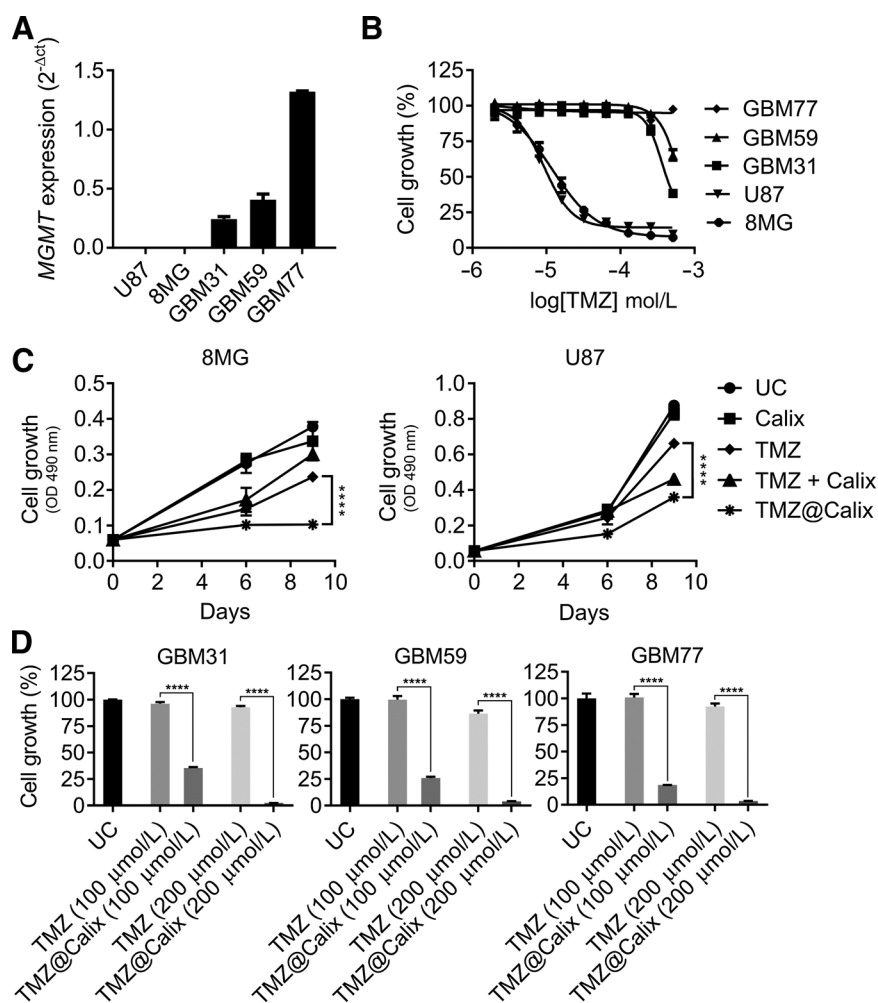 A
MGMT expression (2-Δct)
1.5
1.0
0.5
0.0
U87
8MG
GBM31
GBM59
GBM77
B
Cell growth (%)
125
100
75
50
25
0
−6
−5
−4
−3
log[TMZ] mol/L
GBM77
GBM59
GBM31
U87
8MG
C
8MG
Cell growth
(OD 490 nm)
0.5
0.4
0.3
0.2
0.1
0.0
0
2
4
6
8
10
Days
****
U87
Cell growth
(OD 490 nm)
1.0
0.8
0.6
0.4
0.2
0.0
0
2
4
6
8
10
Days
****
UC
Calix
TMZ
TMZ + Calix
TMZ@Calix
D
GBM31
Cell growth (%)
125
100
75
50
25
0
****
****
UC
TMZ (100 μmol/L)
TMZ@Calix (100 μmol/L)
TMZ (200 μmol/L)
TMZ@Calix (200 μmol/L)
GBM59
125
100
75
50
25
0
****
****
UC
TMZ (100 μmol/L)
TMZ@Calix (100 μmol/L)
TMZ (200 μmol/L)
TMZ@Calix (200 μmol/L)
GBM77
125
100
75
50
25
0
****
****
UC
TMZ (100 μmol/L)
TMZ@Calix (100 μmol/L)
TMZ (200 μmol/L)
TMZ@Calix (200 μmol/L)